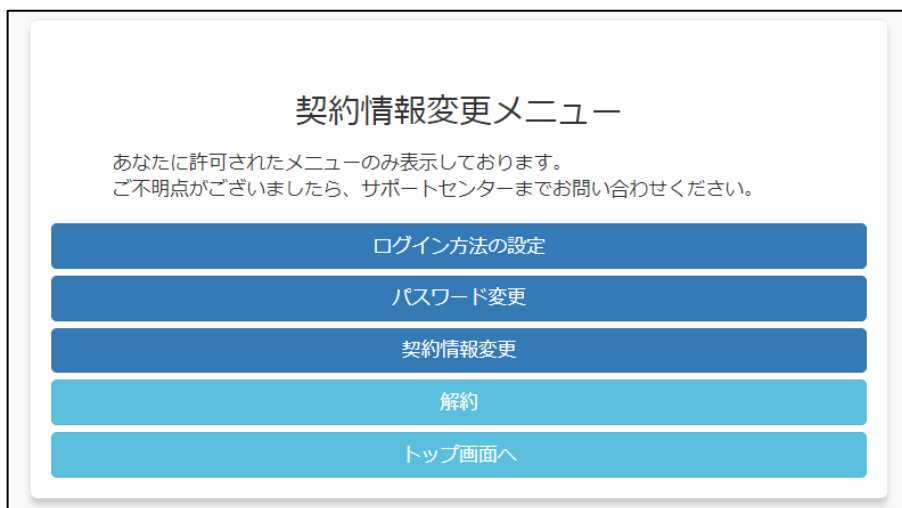 契約情報変更メニュー
あなたに許可されたメニューのみ表示しております。
ご不明点がございましたら、サポートセンターまでお問い合わせください。
ログイン方法の設定
パスワード変更
契約情報変更
解約
トップ画面へ